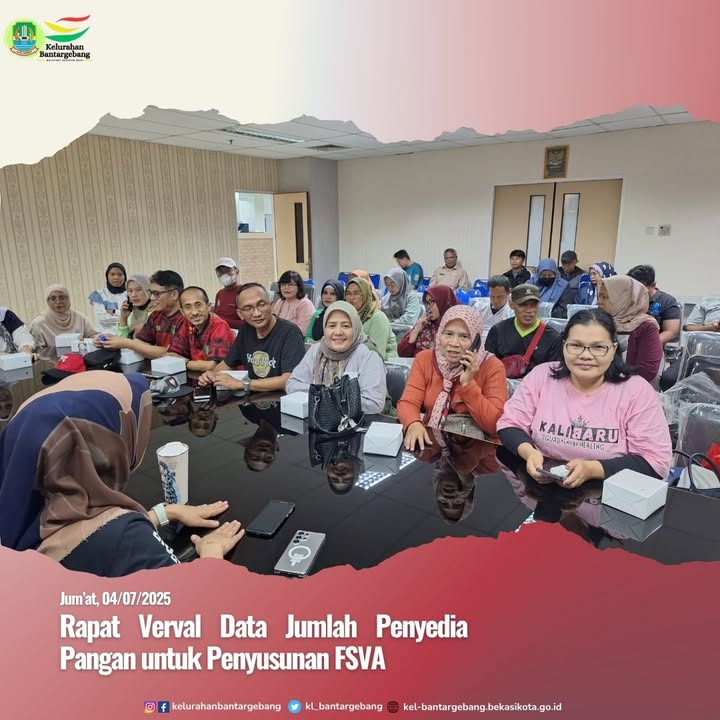 Kelurahan
Bantargebang
Jum'at, 04/07/2025
Rapat Verval Data Jumlah Penyedia
Pangan untuk Penyusunan FSVA
KALIBARU
kelurahanbantargebang kl_bantargebang kel-bantargebang.bekasikota.go.id